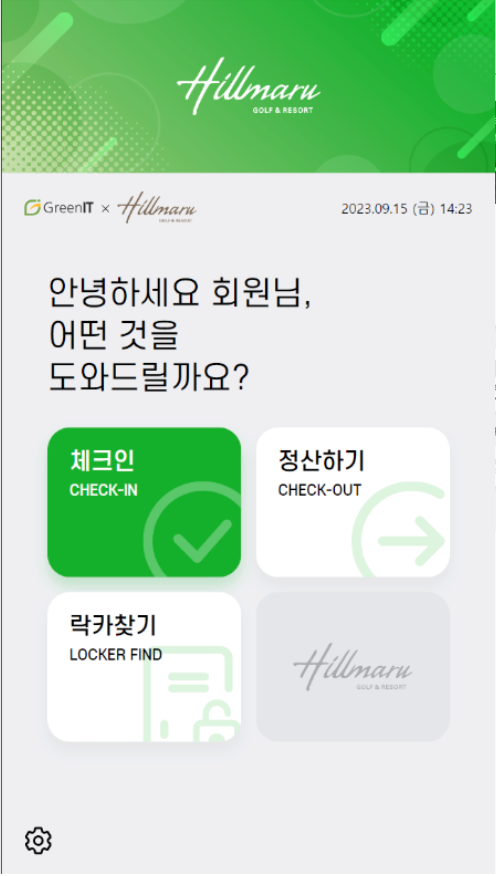 Hillmaru
GOLF & RESORT
GreenIT × Hillmaru
GOLF & RESORT
2023.09.15 (금) 14:23
안녕하세요 회원님,
어떤 것을
도와드릴까요?
체크인
CHECK-IN
정산하기
CHECK-OUT
락카찾기
LOCKER FIND
Hillmaru
GOLF & RESORT